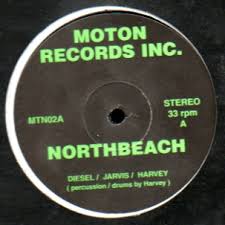 MOTON
RECORDS INC.
MTN02A
STEREO
33 rpm
A
NORTHBEACH
DIESEL / JARVIS / HARVEY
( percussion / drums by Harvey )